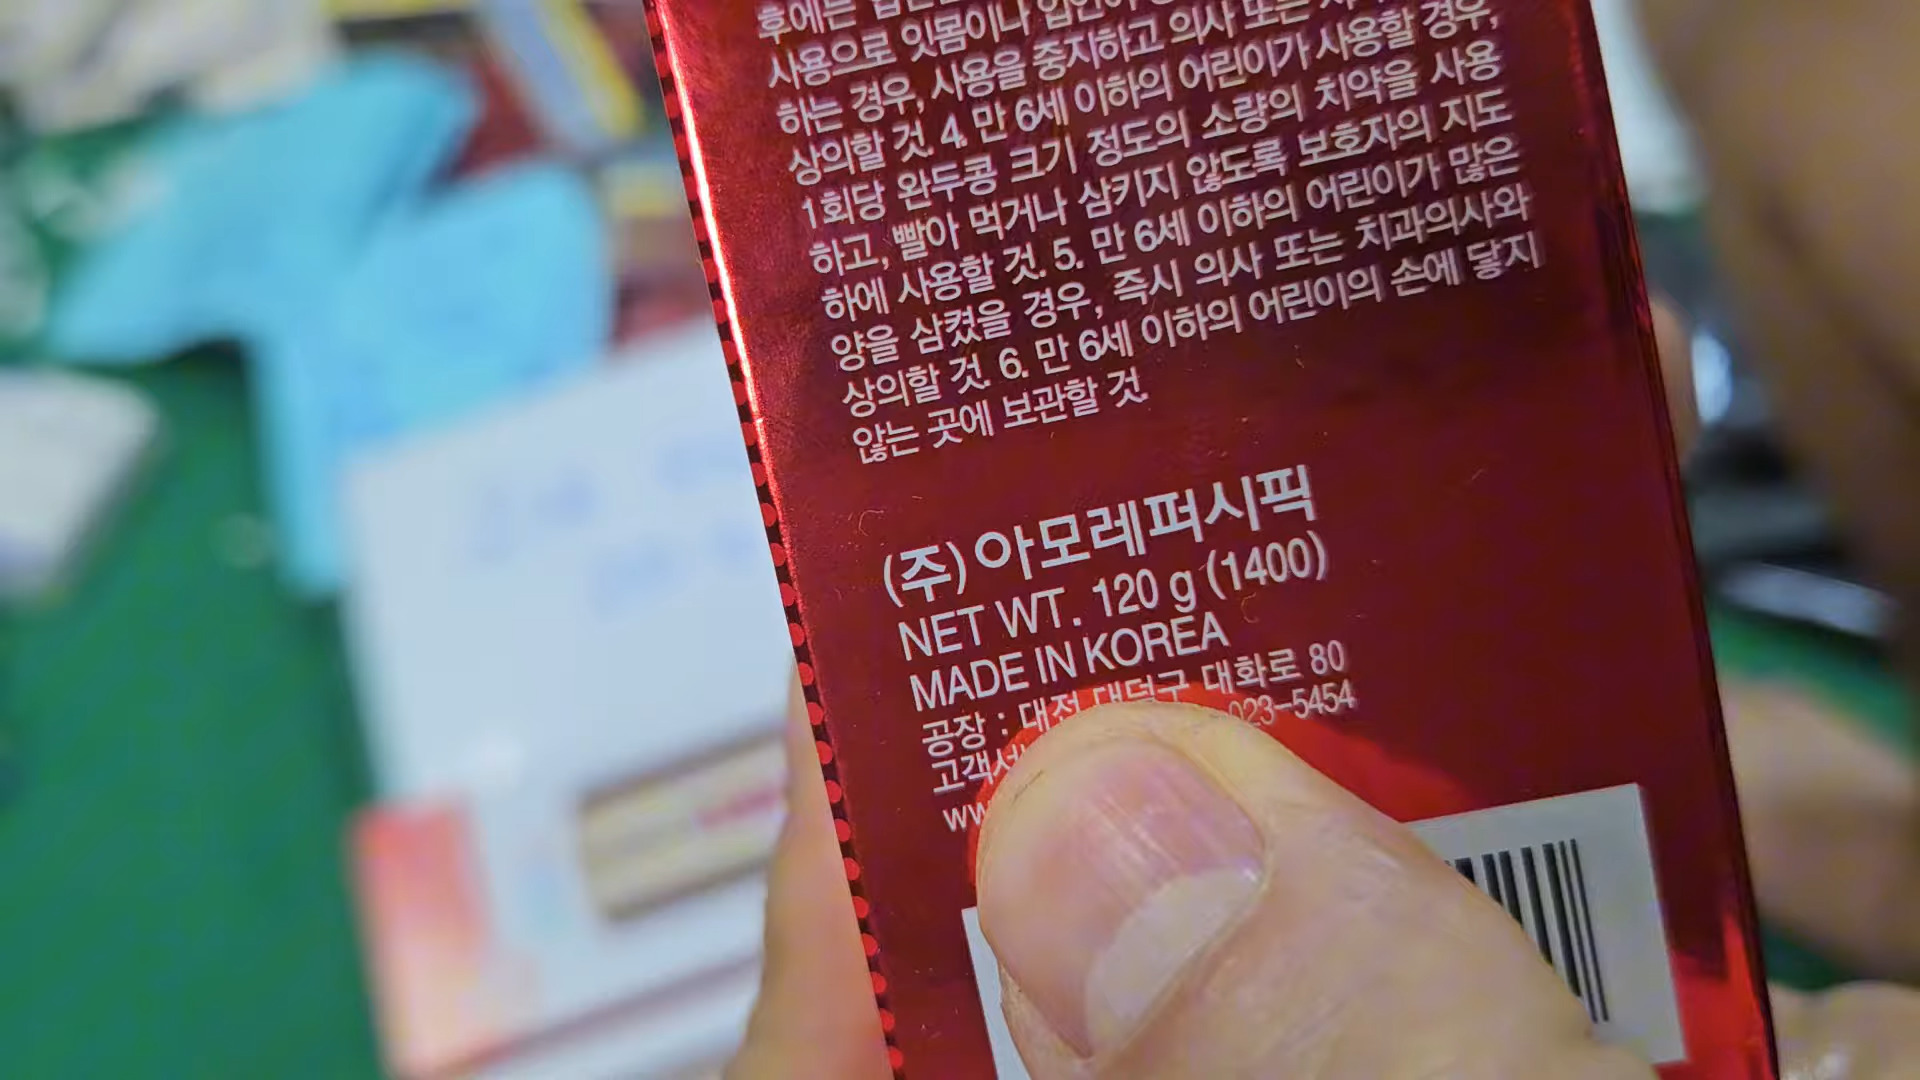 후에는
사용으로 잇몸이나 입안이
하는 경우, 사용을 중지하고 의사 또는
상의할 것. 4. 만 6세 이하의 어린이가 사용할 경우,
1회당 완두콩 크기 정도의 소량의 치약을 사용
하고, 빨아 먹거나 삼키지 않도록 보호자의 지도
하에 사용할 것. 5. 만 6세 이하의 어린이가 많은
양을 삼켰을 경우, 즉시 의사 또는 치과의사와
상의할 것. 6. 만 6세 이하의 어린이의 손에 닿지
않는 곳에 보관할 것.
(주)아모레퍼시픽
NET WT. 120 g (1400)
MADE IN KOREA
공장 : 대전 대덕구 대화로 80
023-5454